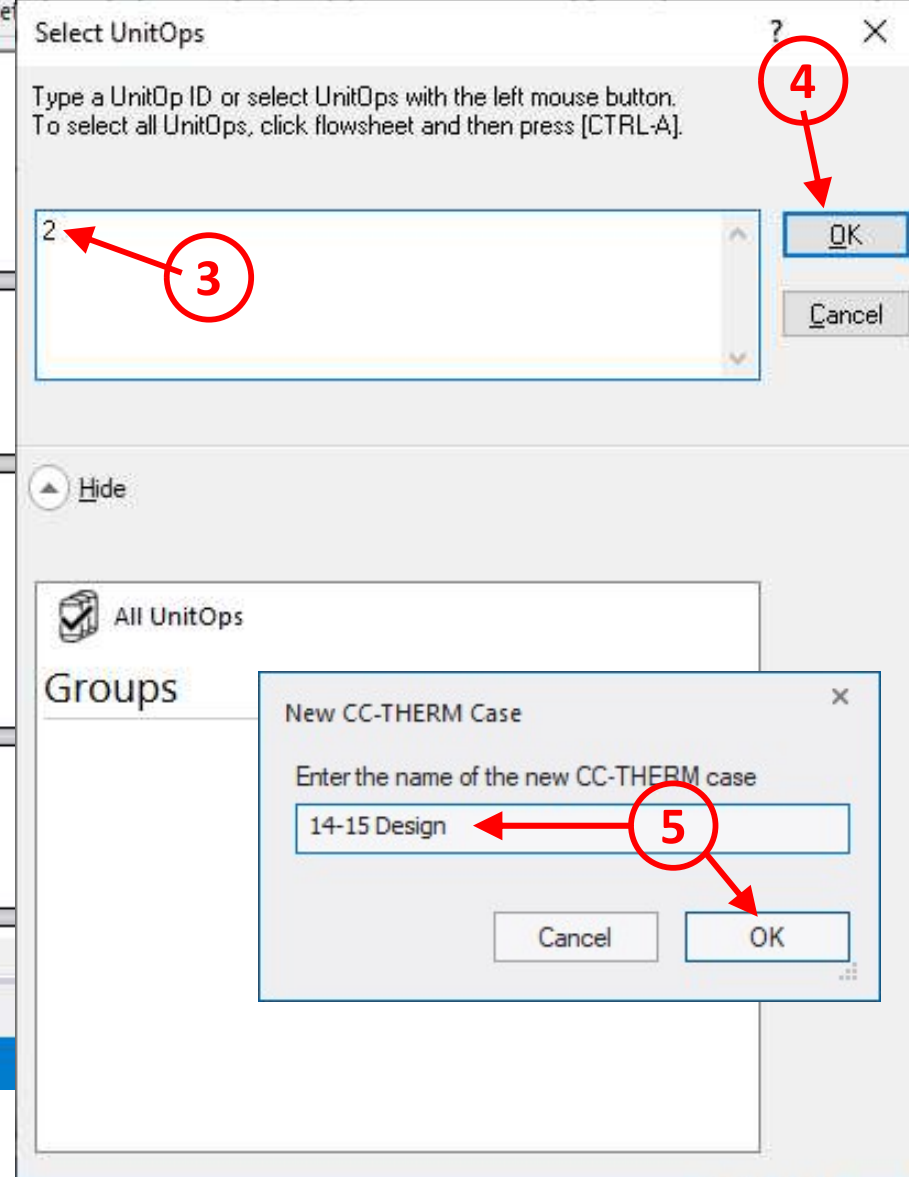 Select UnitOps ? ×
4
Type a UnitOp ID or select UnitOps with the left mouse button.
To select all UnitOps, click flowsheet and then press [CTRL-A].
2
OK
3
Cancel
Hide
All UnitOps
Groups
New CC-THERM Case ×
Enter the name of the new CC-THERM case
14-15 Design
5
Cancel
OK